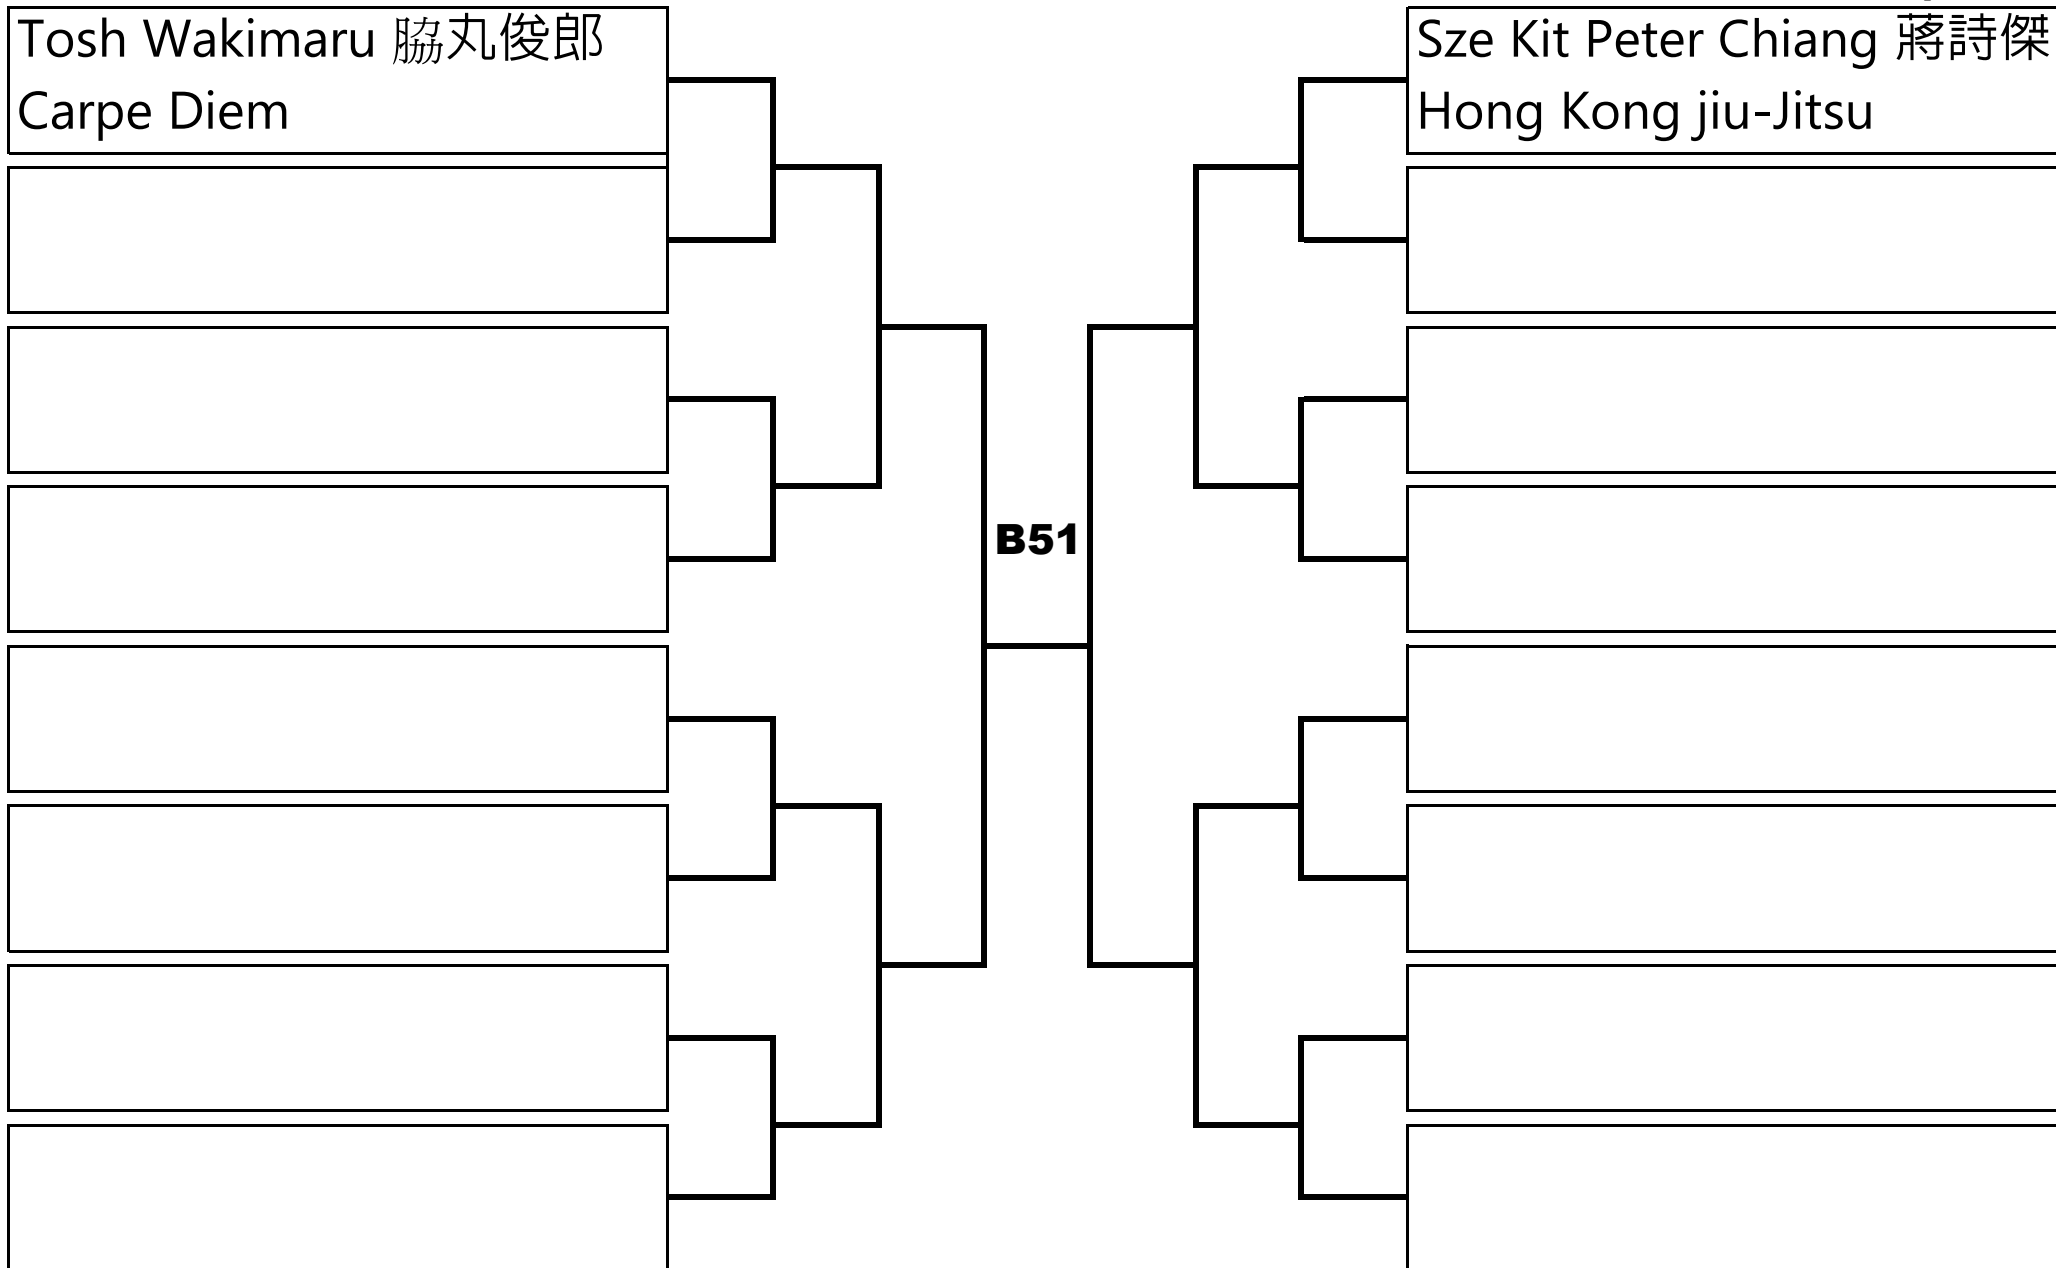 Tosh Wakimaru 脇丸俊郎
Carpe Diem
Sze Kit Peter Chiang 蔣詩傑
Hong Kong jiu-Jitsu
B51